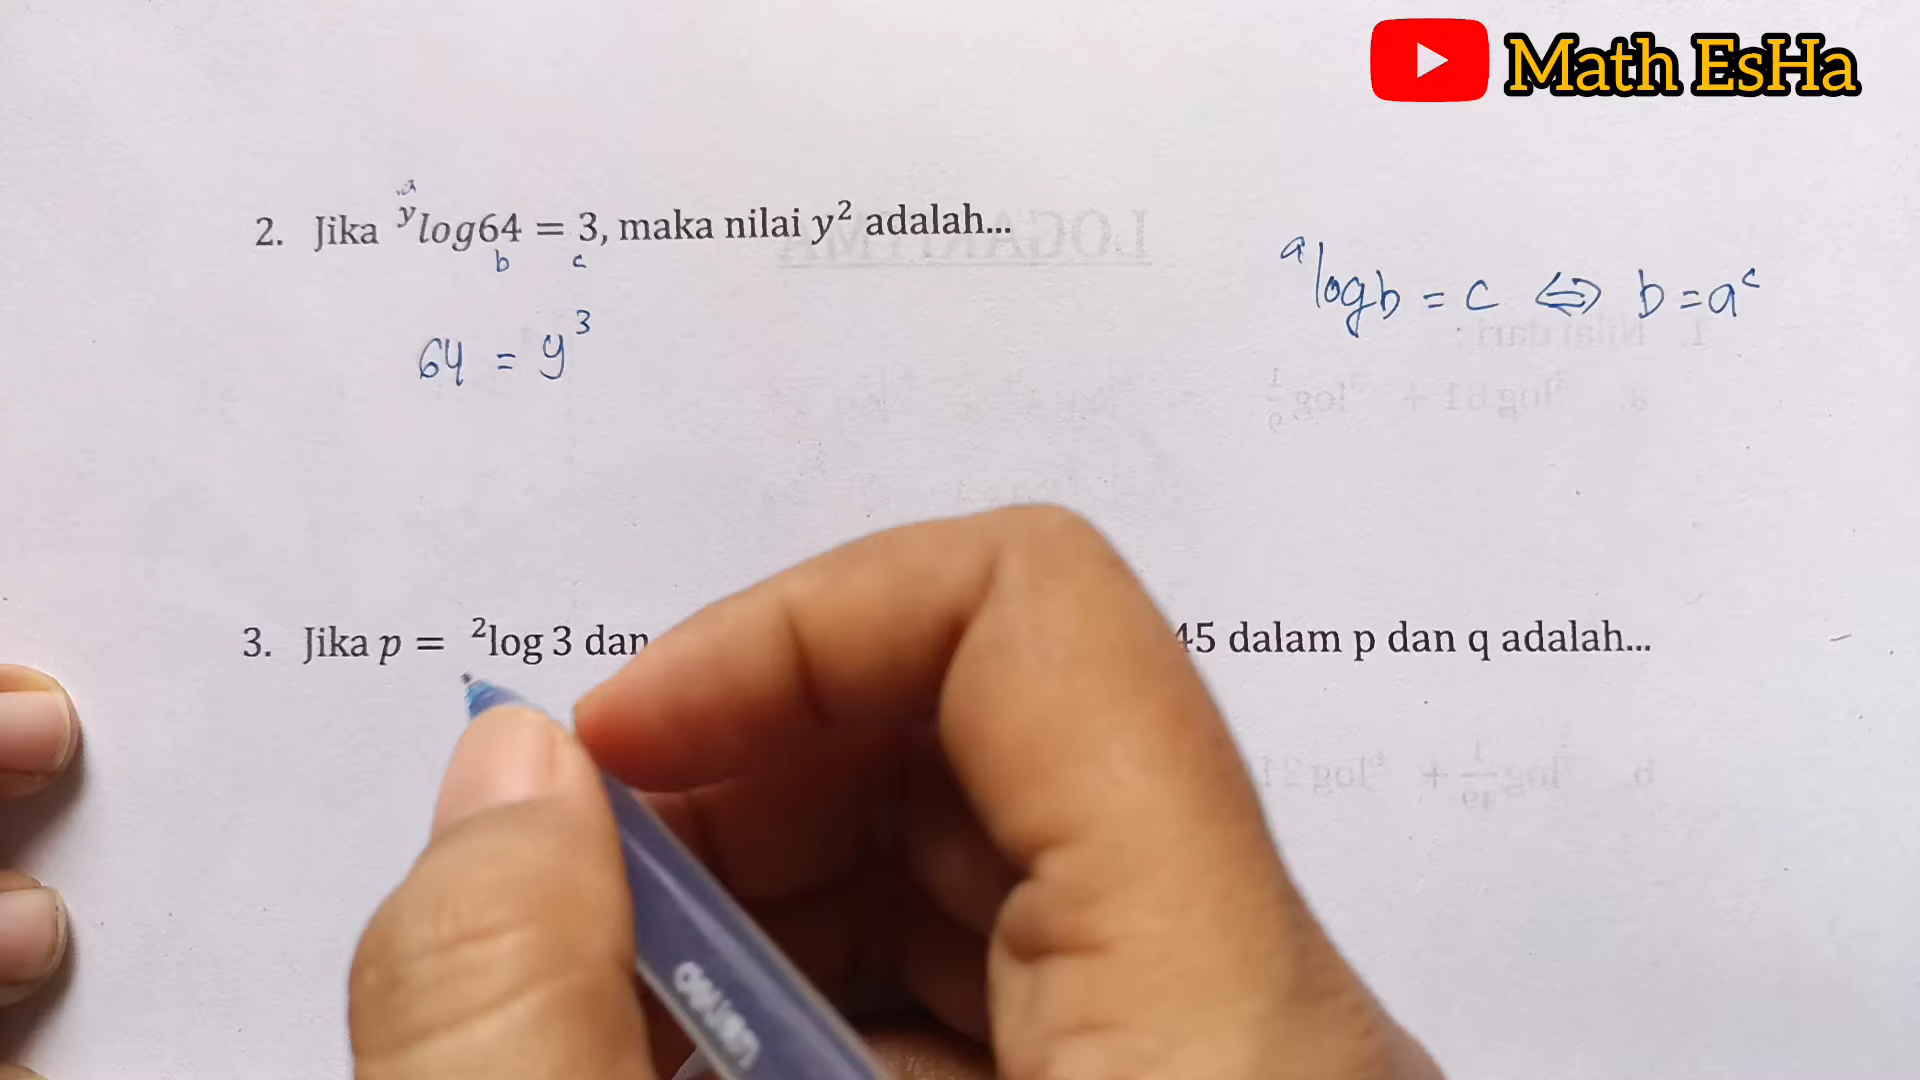 Math EsHa
a
2. Jika ʸlog64 = 3, maka nilai y² adalah...
b c
ᵃlog b = c ⇔ b = aᶜ
64 = y³
3. Jika p = ²log 3 dan 45 dalam p dan q adalah...
deli